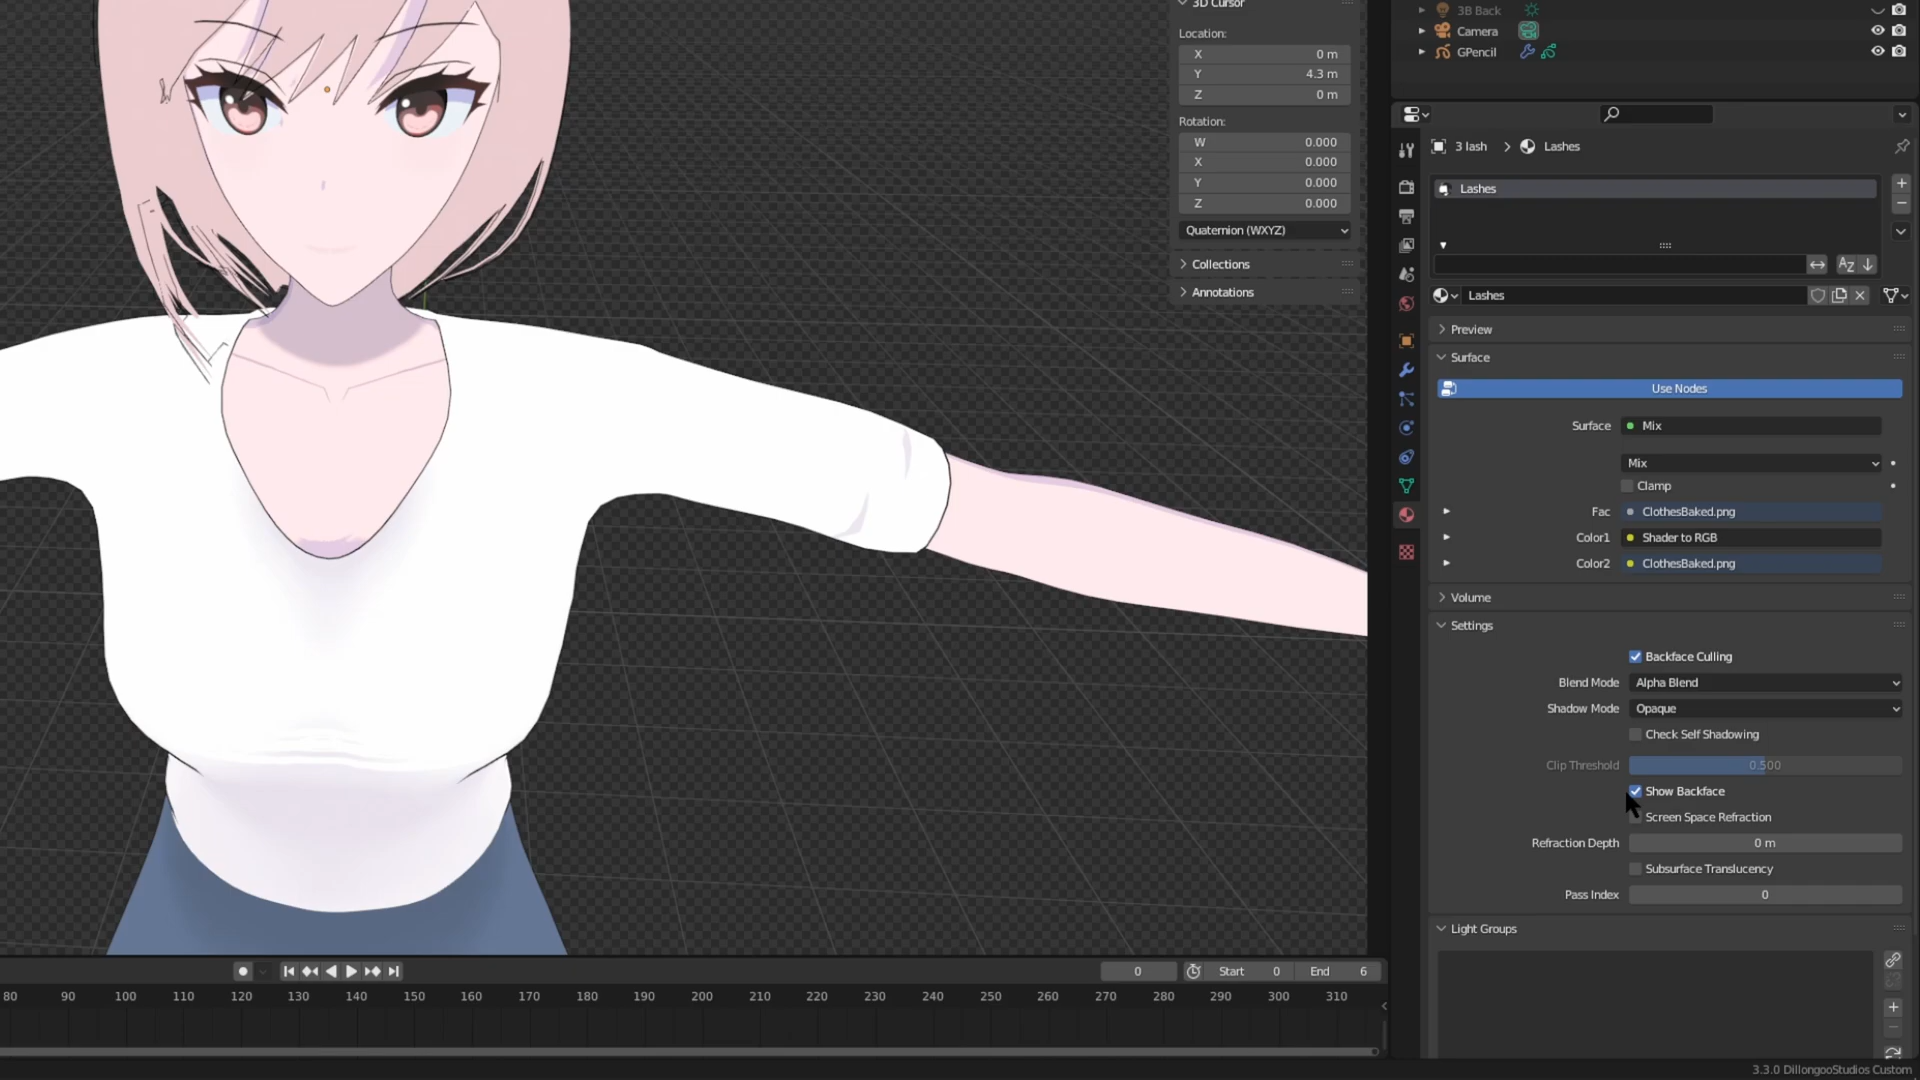 3D Cursor
Location:
X 0 m
Y 4.3 m
Z 0 m
Rotation:
W 0.000
X 0.000
Y 0.000
Z 0.000
Quaternion (WXYZ)
Collections
Annotations
3B Back
Camera
GPencil
3 lash > Lashes
Lashes
Lashes
Preview
Surface
Use Nodes
Surface Mix
Mix
Clamp
Fac ClothesBaked.png
Color1 Shader to RGB
Color2 ClothesBaked.png
Volume
Settings
Backface Culling
Blend Mode Alpha Blend
Shadow Mode Opaque
Check Self Shadowing
Clip Threshold 0.500
Show Backface
Screen Space Refraction
Refraction Depth 0 m
Subsurface Translucency
Pass Index 0
Light Groups
0 Start 0 End 6
80 90 100 110 120 130 140 150 160 170 180 190 200 210 220 230 240 250 260 270 280 290 300 310
3.3.0 DillongooStudios Custom